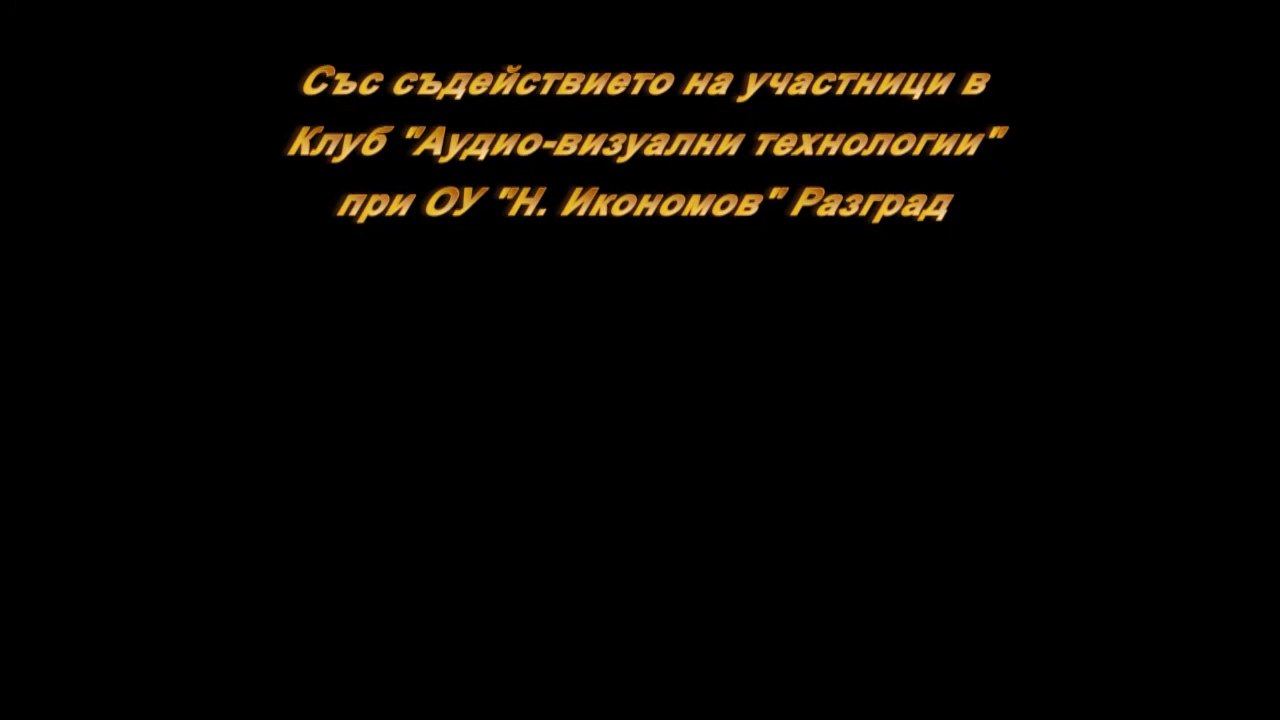 Със съдействието на участници в
Клуб "Аудио-визуални технологии"
при ОУ "Н. Икономов" Разград